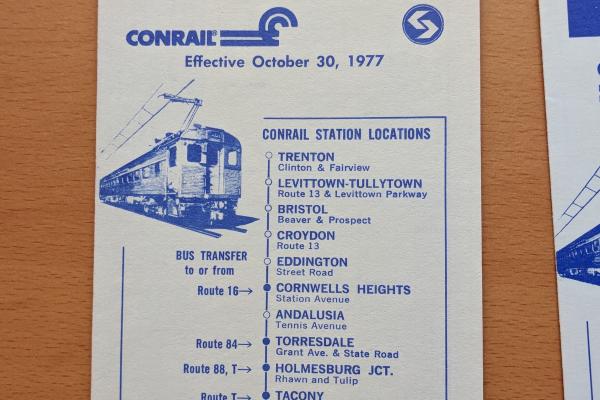 CONRAIL
Effective October 30, 1977
CONRAIL STATION LOCATIONS
TRENTON
Clinton & Fairview
LEVITTOWN-TULLYTOWN
Route 13 & Levittown Parkway
BRISTOL
Beaver & Prospect
CROYDON
Route 13
BUS TRANSFER
to or from
EDDINGTON
Street Road
Route 16→ CORNWELLS HEIGHTS
Station Avenue
ANDALUSIA
Tennis Avenue
Route 84→ TORRESDALE
Grant Ave. & State Road
Route 88, T→ HOLMESBURG JCT.
Rhawn and Tulip
Route T→ TACONY